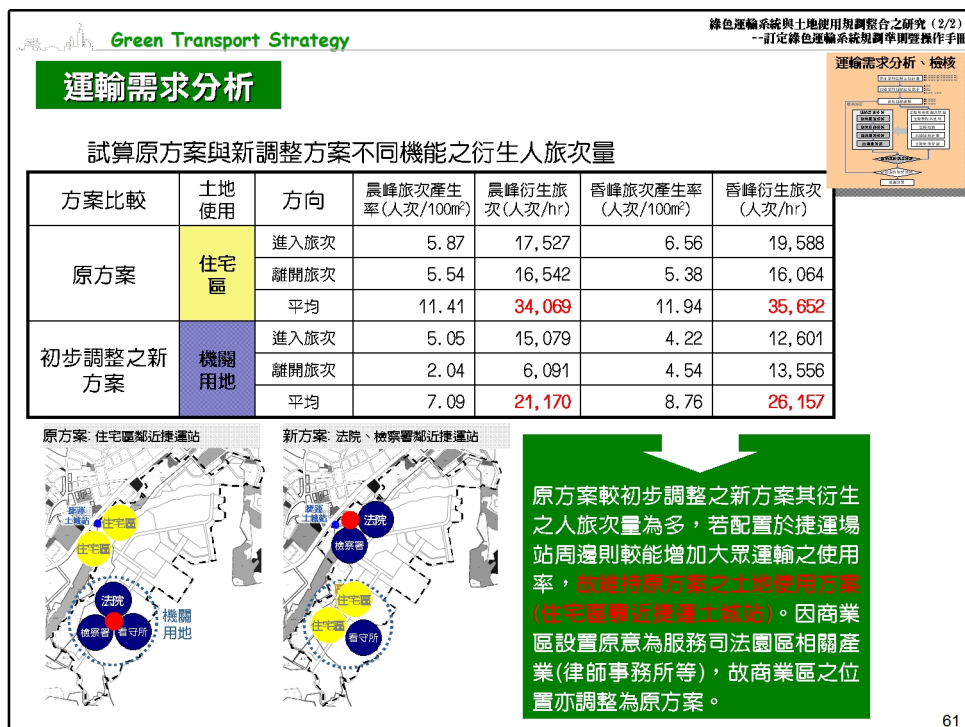 Green Transport Strategy
綠色運輸系統與土地使用規劃整合之研究(2/2)
--訂定綠色運輸系統規劃準則暨操作手冊
運輸需求分析
運輸需求分析、檢核
試算原方案與新調整方案不同機能之衍生人旅次量
方案比較 土地使用 方向 晨峰旅次產生率(人次/100m²) 晨峰衍生旅次(人次/hr) 昏峰旅次產生率(人次/100m²) 昏峰衍生旅次(人次/hr)
原方案 住宅區 進入旅次 5.87 17,527 6.56 19,588
離開旅次 5.54 16,542 5.38 16,064
平均 11.41 34,069 11.94 35,652
初步調整之新方案 機關用地 進入旅次 5.05 15,079 4.22 12,601
離開旅次 2.04 6,091 4.54 13,556
平均 7.09 21,170 8.76 26,157
原方案: 住宅區鄰近捷運站
捷運
土城站
住宅區
住宅區
法院
檢察署
看守所
機關
用地
新方案: 法院、檢察署鄰近捷運站
捷運
土城站
法院
檢察署
住宅區
住宅區
看守所
原方案較初步調整之新方案其衍生
之人旅次量為多，若配置於捷運場
站周邊則較能增加大眾運輸之使用
率，故維持原方案之土地使用方案
(住宅區靠近捷運土城站)。因商業
區設置原意為服務司法園區相關產
業(律師事務所等)，故商業區之位
置亦調整為原方案。
61